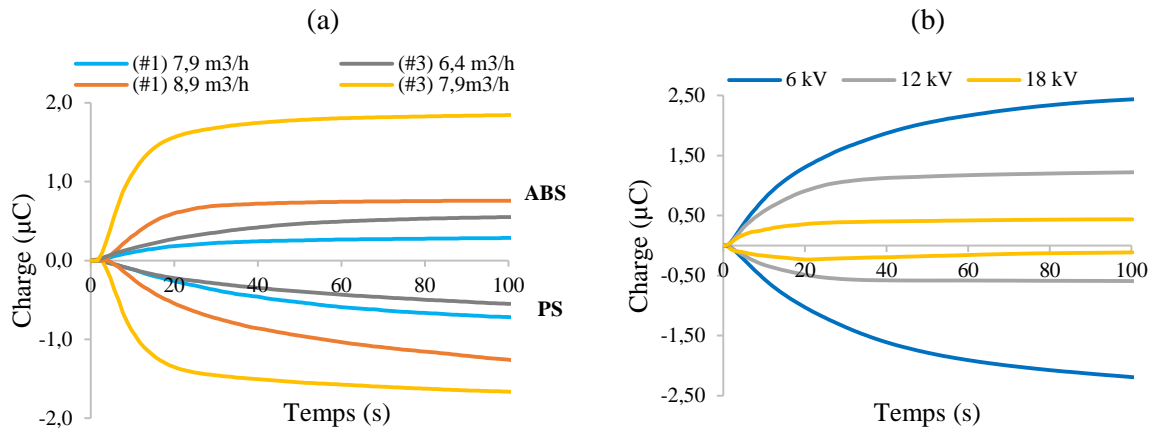 (a)
(#1) 7,9 m3/h
(#3) 6,4 m3/h
(#1) 8,9 m3/h
(#3) 7,9m3/h
2,0
1,0
0,0
-1,0
-2,0
0
20
40
60
80
100
ABS
PS
Charge (µC)
Temps (s)
(b)
6 kV
12 kV
18 kV
2,50
1,50
0,50
-0,50
-1,50
-2,50
0
20
40
60
80
100
Charge (µC)
Temps (s)